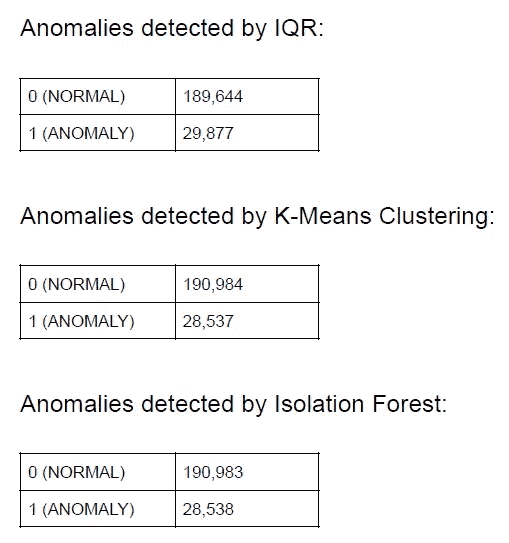 Anomalies detected by IQR:
0 (NORMAL) 189,644
1 (ANOMALY) 29,877
Anomalies detected by K-Means Clustering:
0 (NORMAL) 190,984
1 (ANOMALY) 28,537
Anomalies detected by Isolation Forest:
0 (NORMAL) 190,983
1 (ANOMALY) 28,538